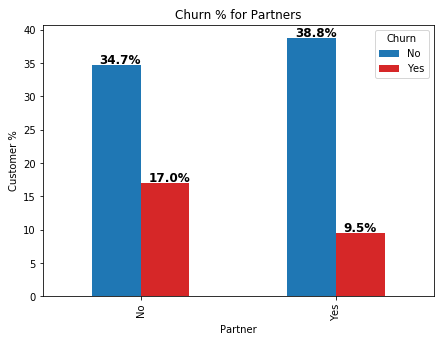 Churn % for Partners
Churn
No
Yes
Customer %
40
35
30
25
20
15
10
5
0
34.7%
17.0%
38.8%
9.5%
No
Yes
Partner